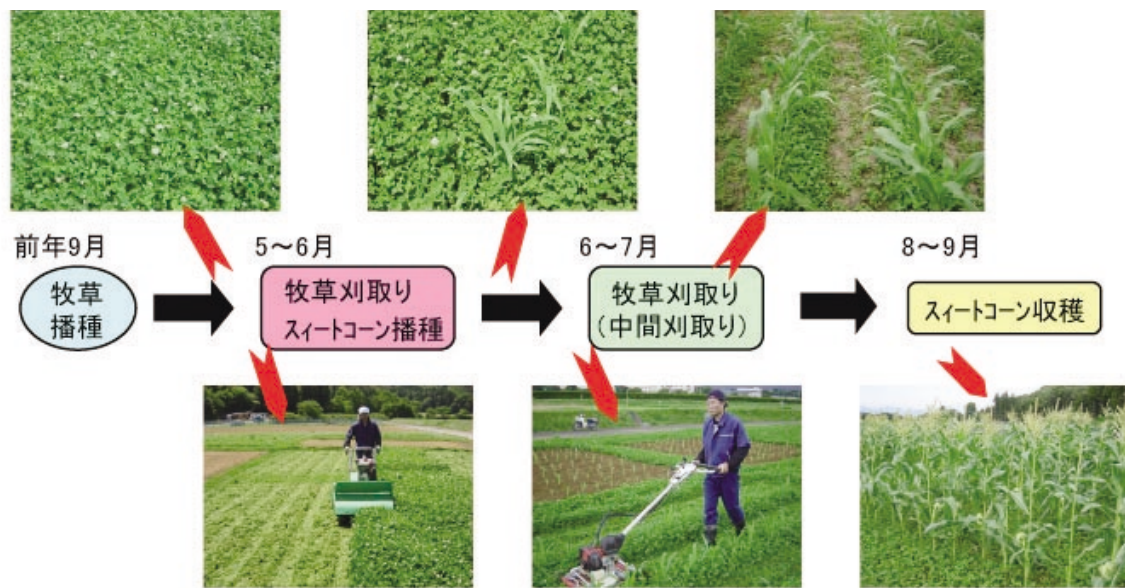 前年9月
牧草
播種
5～6月
牧草刈取り
スィートコーン播種
6～7月
牧草刈取り
(中間刈取り)
8～9月
スィートコーン収穫